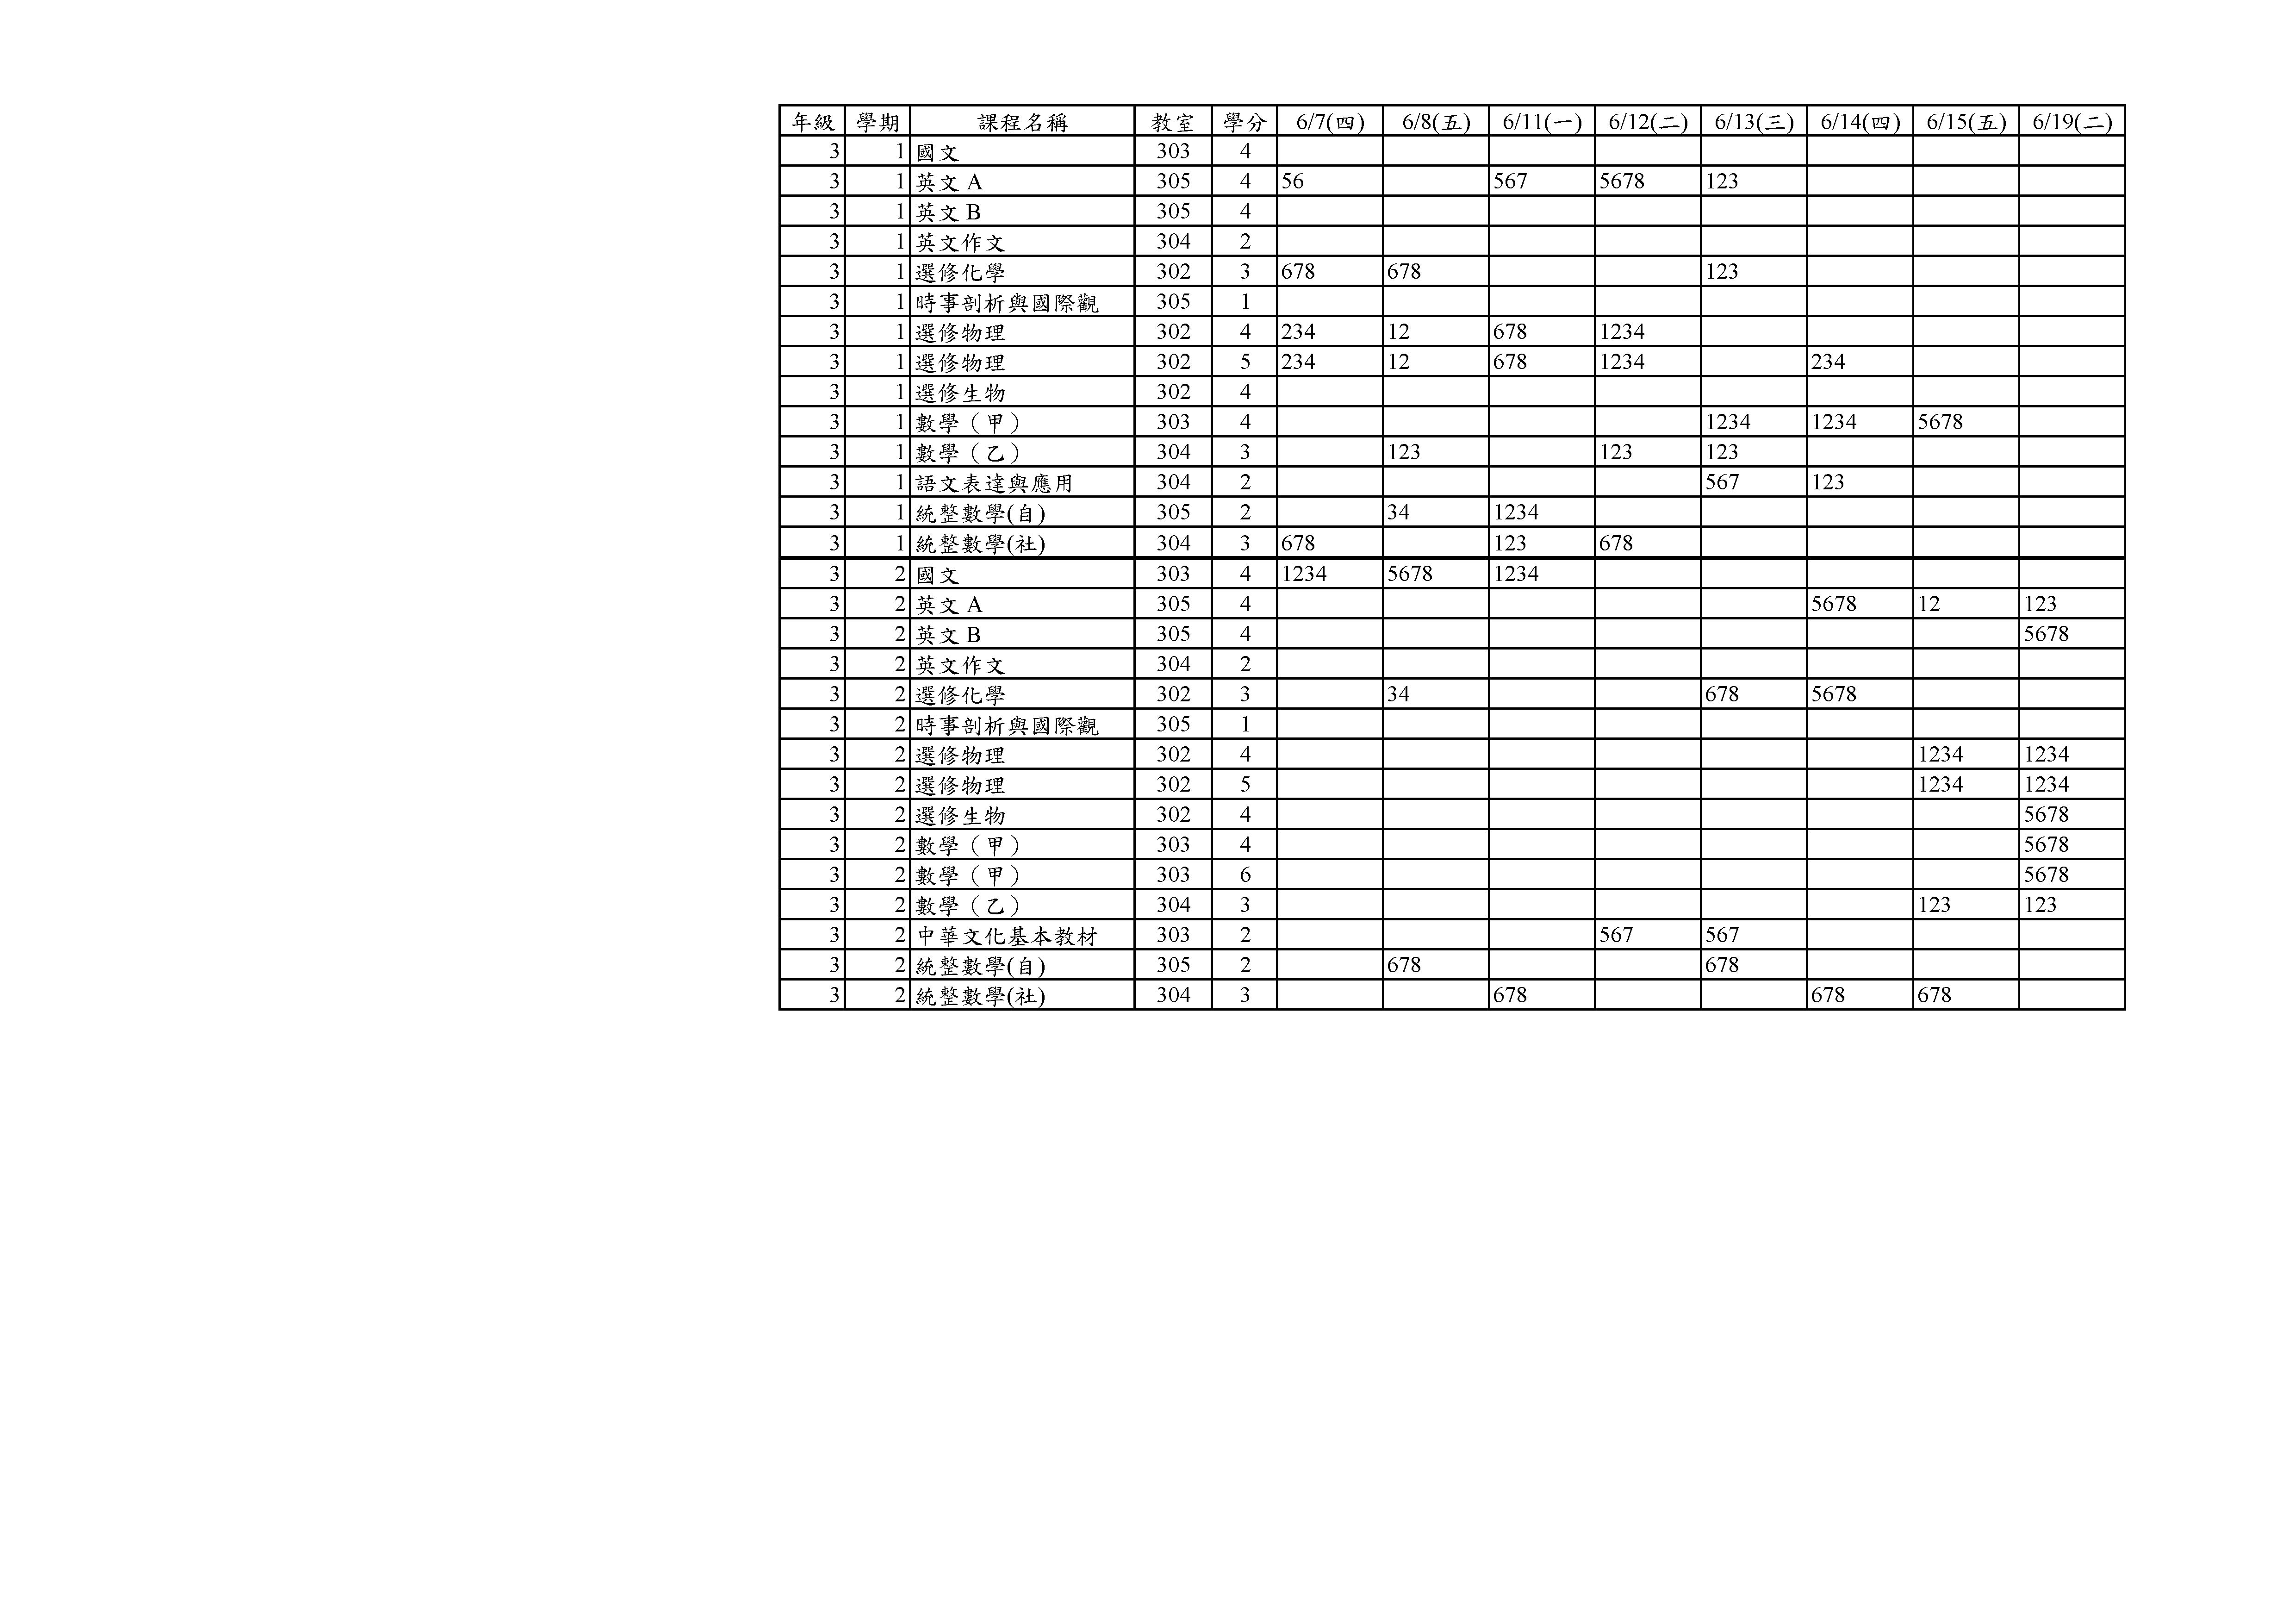 年級 學期 課程名稱 教室 學分 6/7(四) 6/8(五) 6/11(一) 6/12(二) 6/13(三) 6/14(四) 6/15(五) 6/19(二)
3 1 國文 303 4
3 1 英文 A 305 4 56 567 5678 123
3 1 英文 B 305 4
3 1 英文作文 304 2
3 1 選修化學 302 3 678 678 123
3 1 時事剖析與國際觀 305 1
3 1 選修物理 302 4 234 12 678 1234
3 1 選修物理 302 5 234 12 678 1234 234
3 1 選修生物 302 4
3 1 數學（甲） 303 4 1234 1234 5678
3 1 數學（乙） 304 3 123 123 123
3 1 語文表達與應用 304 2 567 123
3 1 統整數學(自) 305 2 34 1234
3 1 統整數學(社) 304 3 678 123 678
3 2 國文 303 4 1234 5678 1234
3 2 英文 A 305 4 5678 12 123
3 2 英文 B 305 4 5678
3 2 英文作文 304 2
3 2 選修化學 302 3 34 678 5678
3 2 時事剖析與國際觀 305 1
3 2 選修物理 302 4 1234 1234
3 2 選修物理 302 5 1234 1234
3 2 選修生物 302 4 5678
3 2 數學（甲） 303 4 5678
3 2 數學（甲） 303 6 5678
3 2 數學（乙） 304 3 123 123
3 2 中華文化基本教材 303 2 567 567
3 2 統整數學(自) 305 2 678 678
3 2 統整數學(社) 304 3 678 678 678